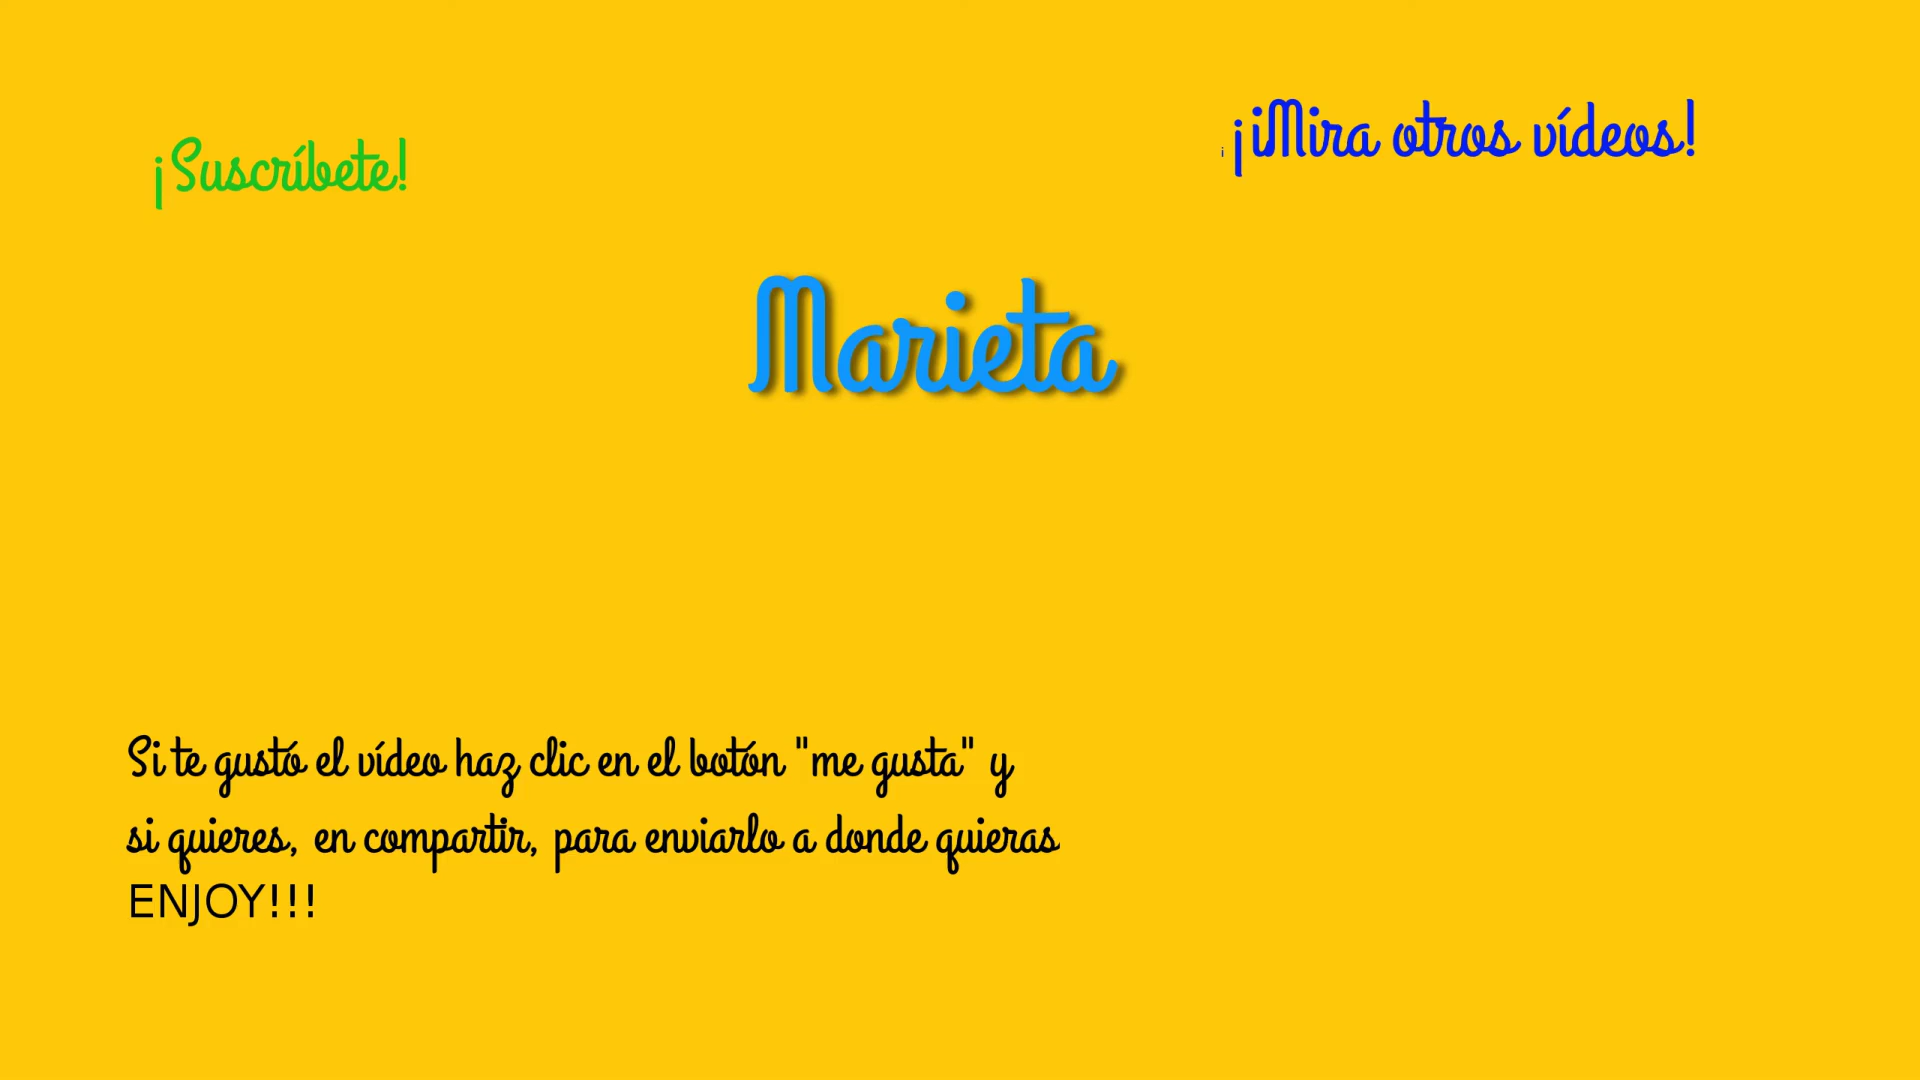 ¡Suscríbete!
¡¡iMira otros vídeos!
Marieta
Si te gustó el vídeo haz clic en el botón "me gusta" y
si quieres, en compartir, para enviarlo a donde quieras
ENJOY!!!